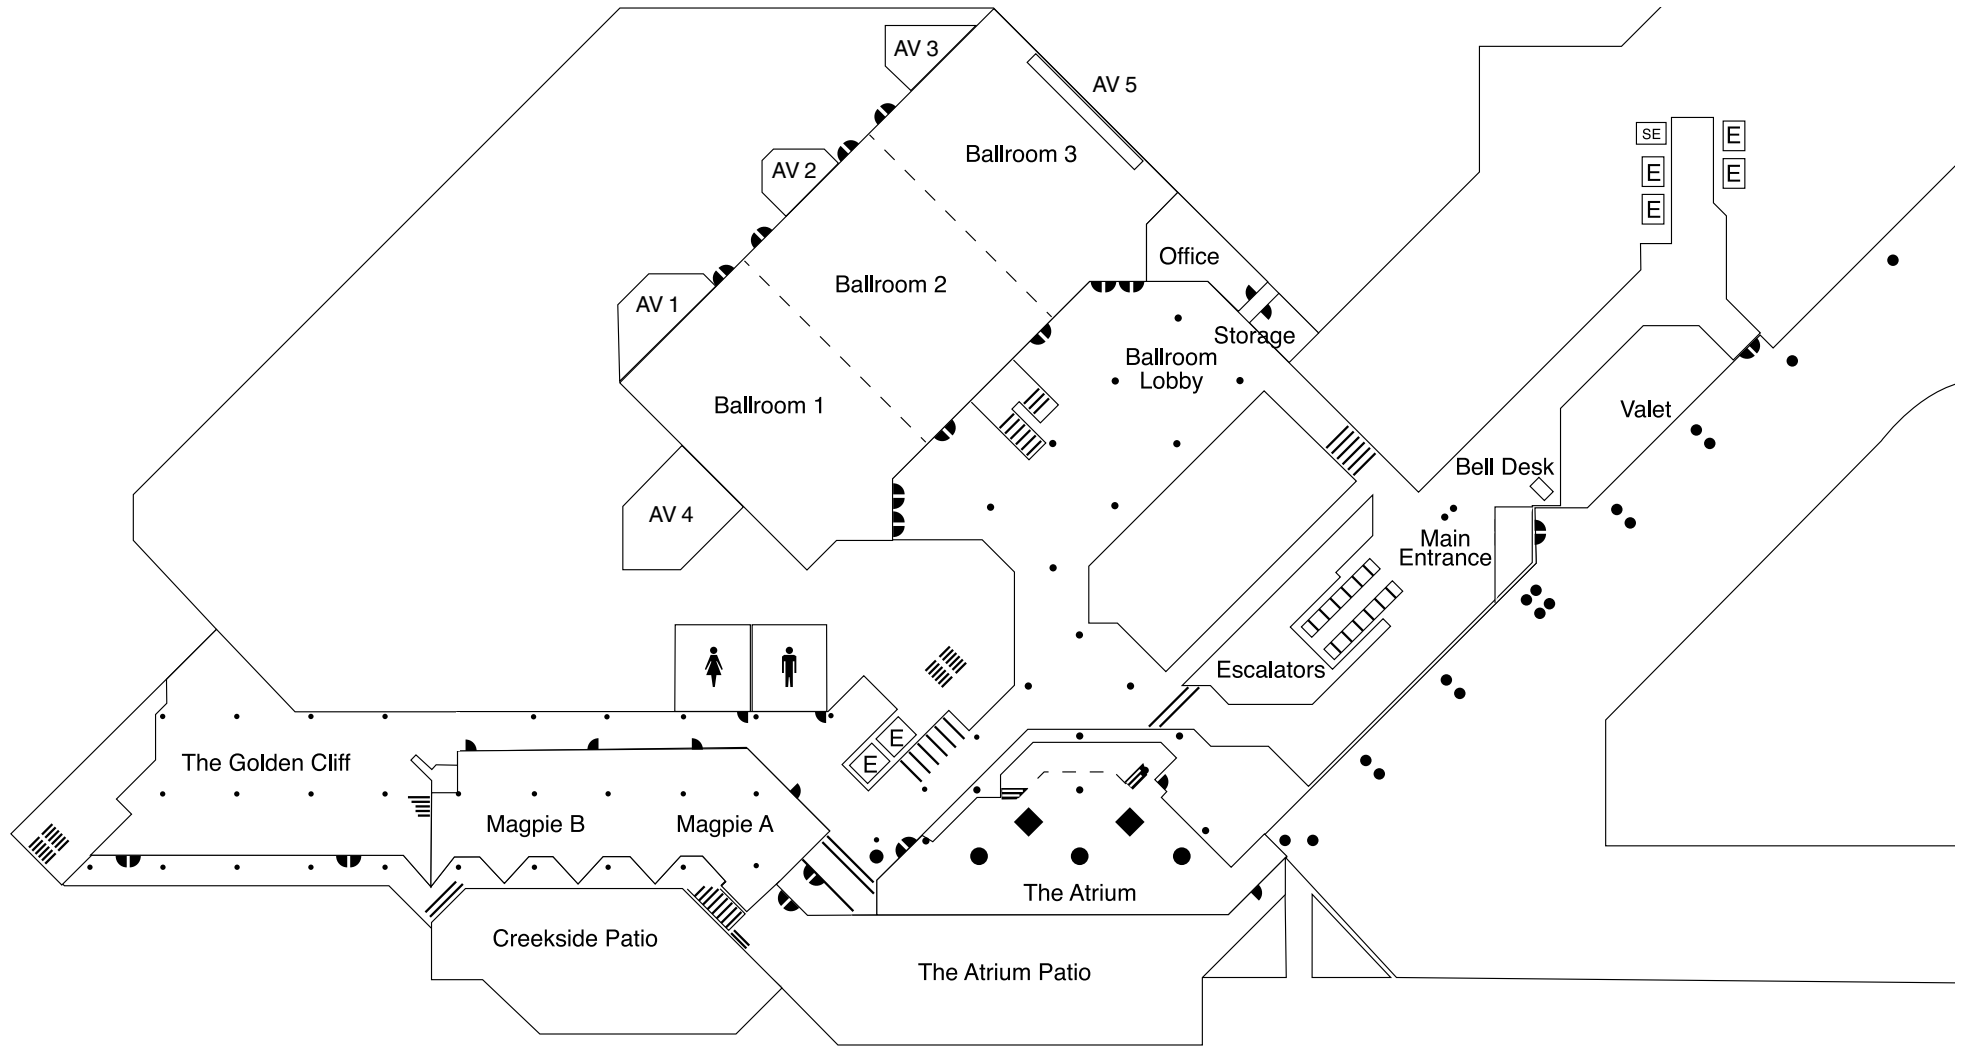 AV 3
AV 5
SE
E
E
E
E
Ballroom 3
AV 2
Office
Ballroom 2
AV 1
Storage
Ballroom
Lobby
Ballroom 1
Valet
Bell Desk
AV 4
Main
Entrance
Escalators
E
E
The Golden Cliff
Magpie B
Magpie A
The Atrium
Creekside Patio
The Atrium Patio